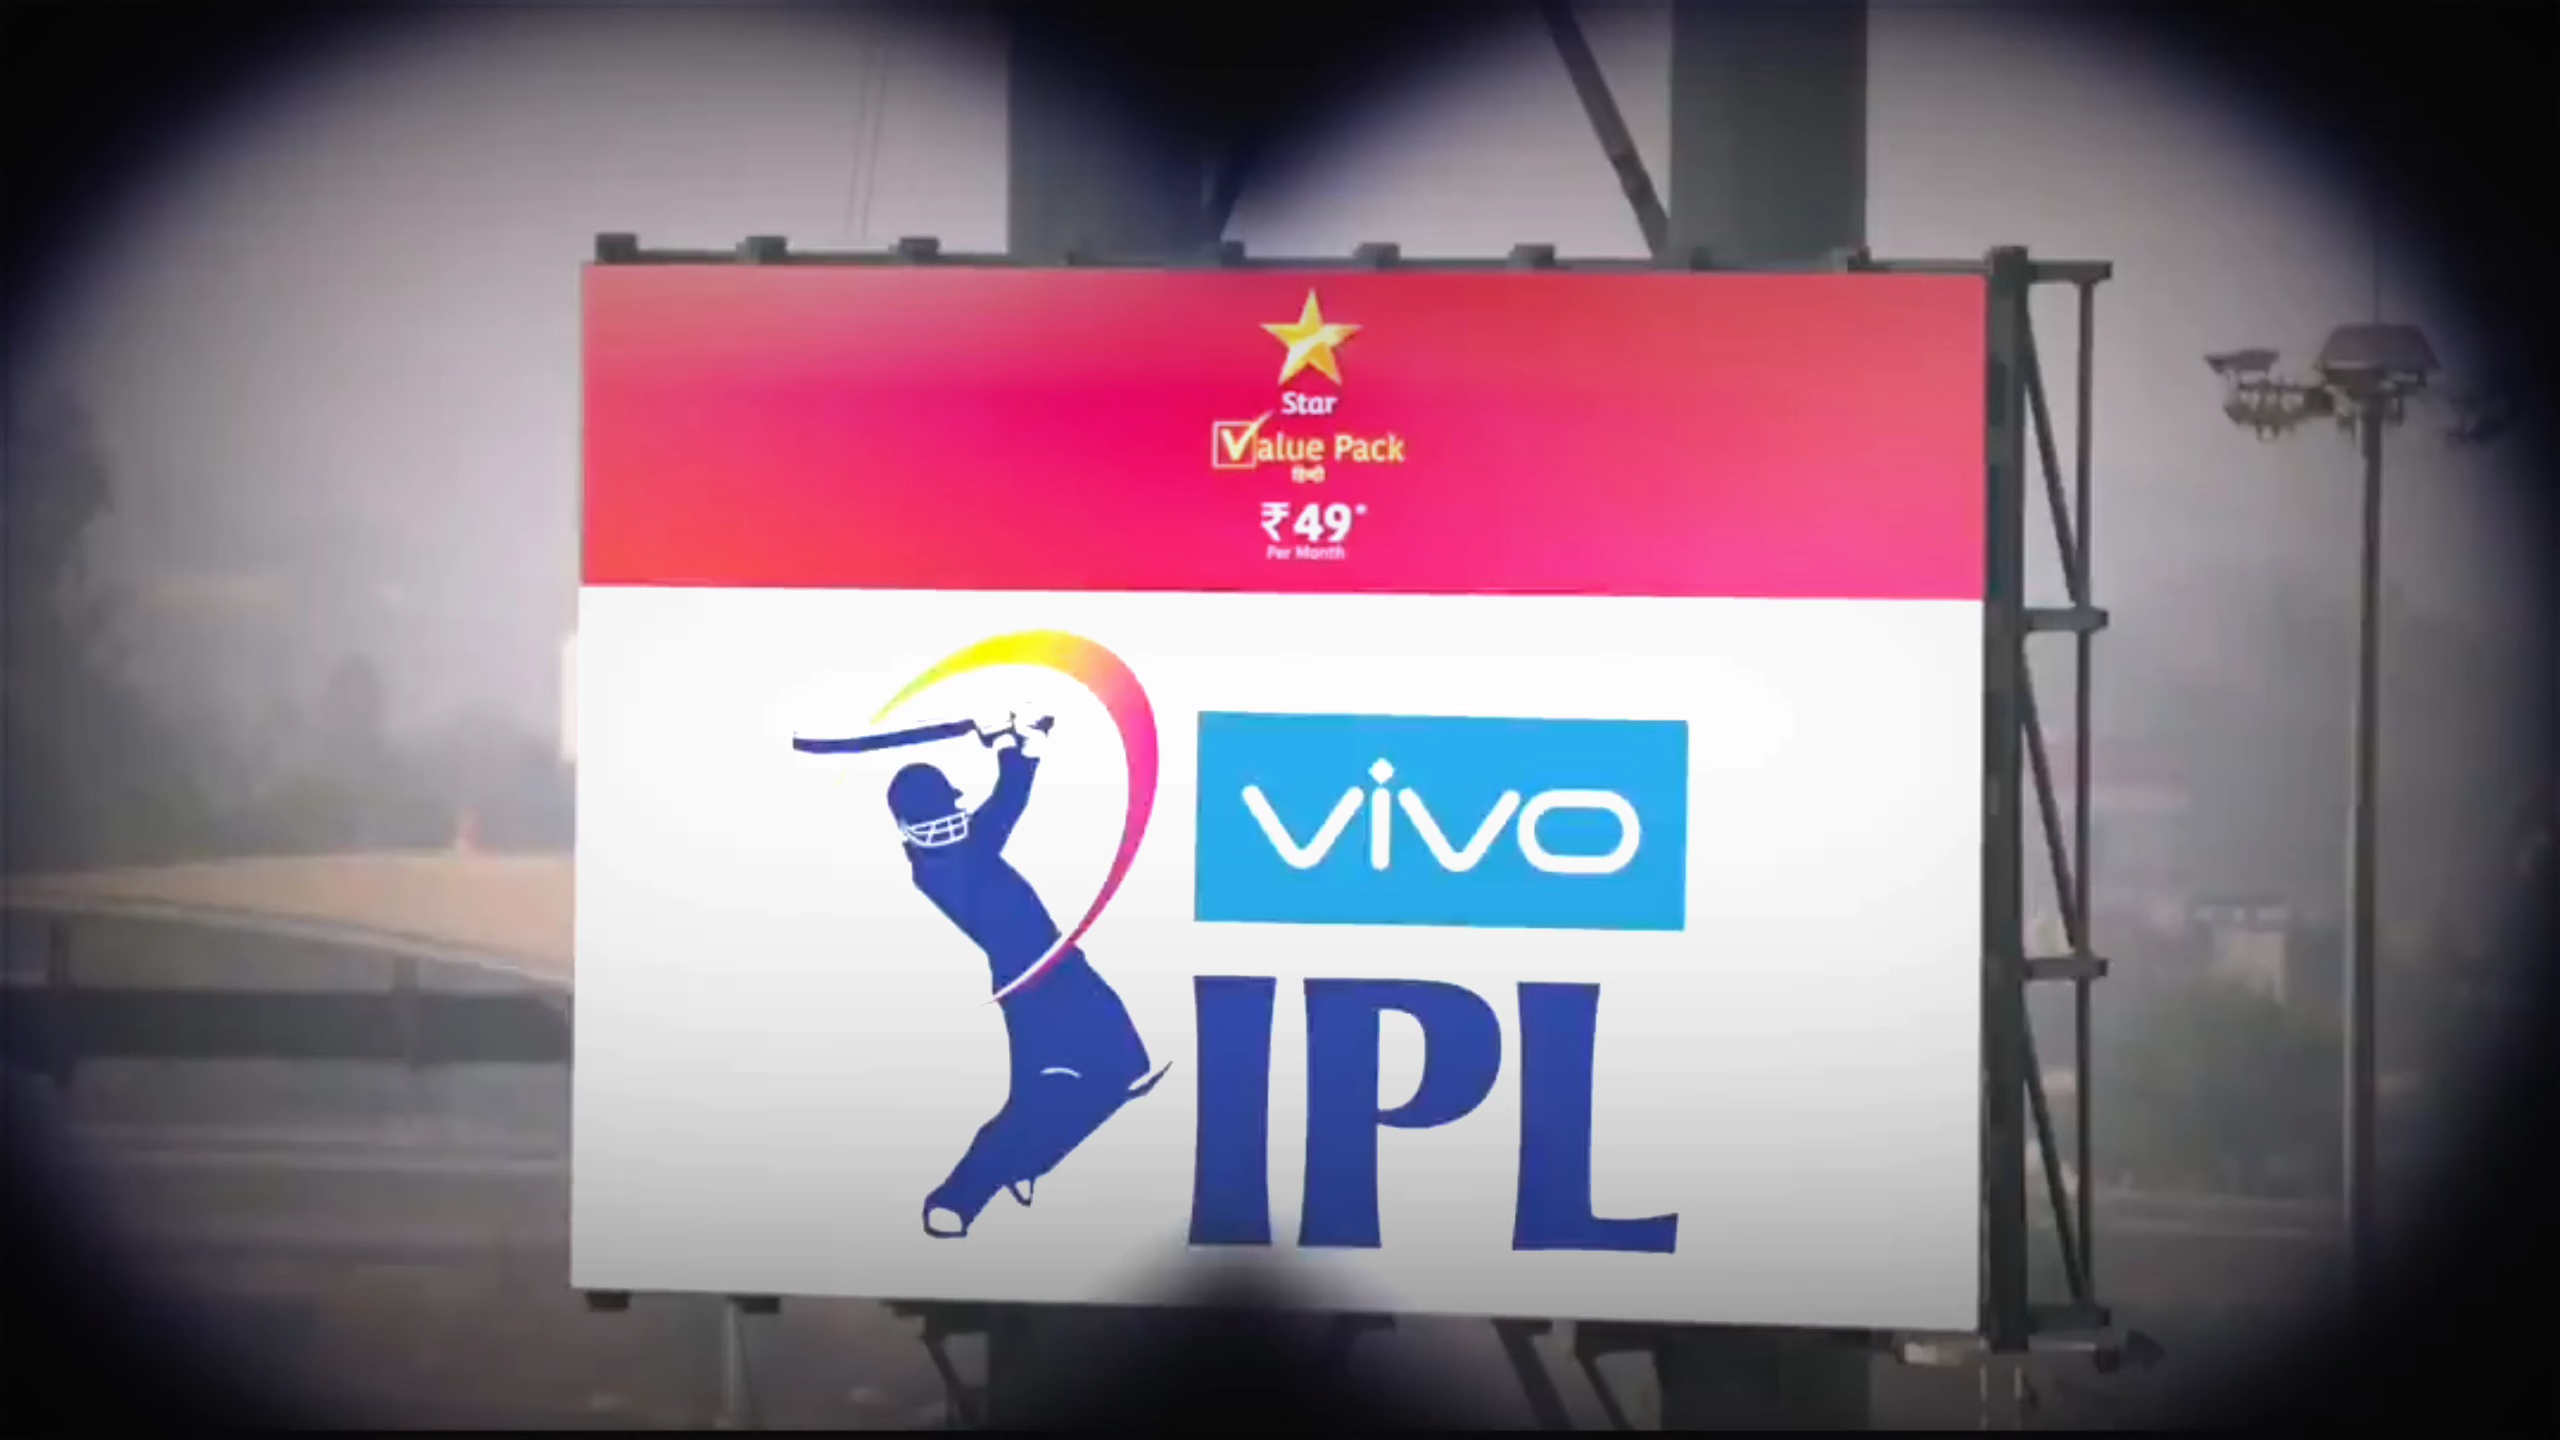 Star
Value Pack
हिन्दी
₹49*
Per Month
vivo
IPL